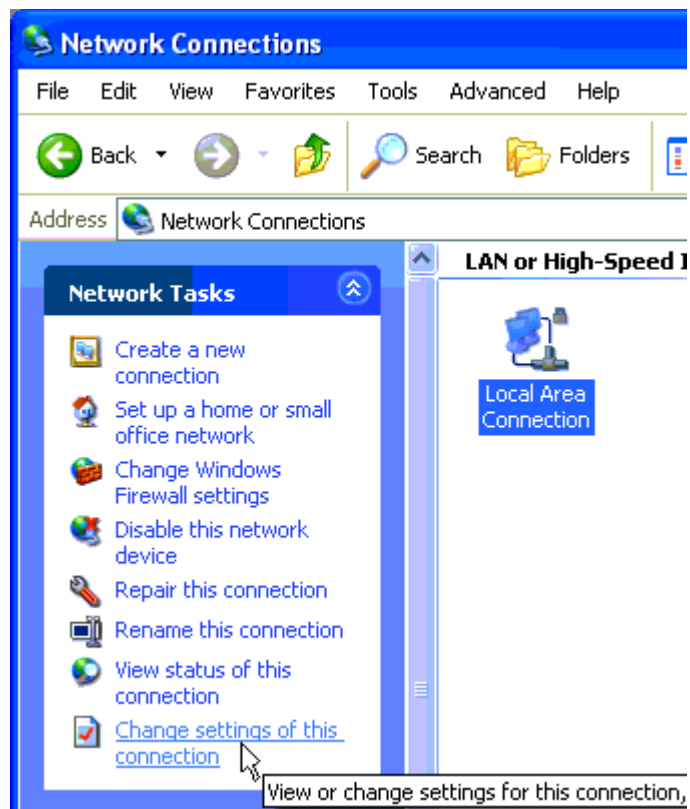 Network Connections
File Edit View Favorites Tools Advanced Help
Back Search Folders
Address Network Connections
Network Tasks
Create a new
connection
Set up a home or small
office network
Change Windows
Firewall settings
Disable this network
device
Repair this connection
Rename this connection
View status of this
connection
Change settings of this
connection
LAN or High-Speed
Local Area
Connection
View or change settings for this connection,